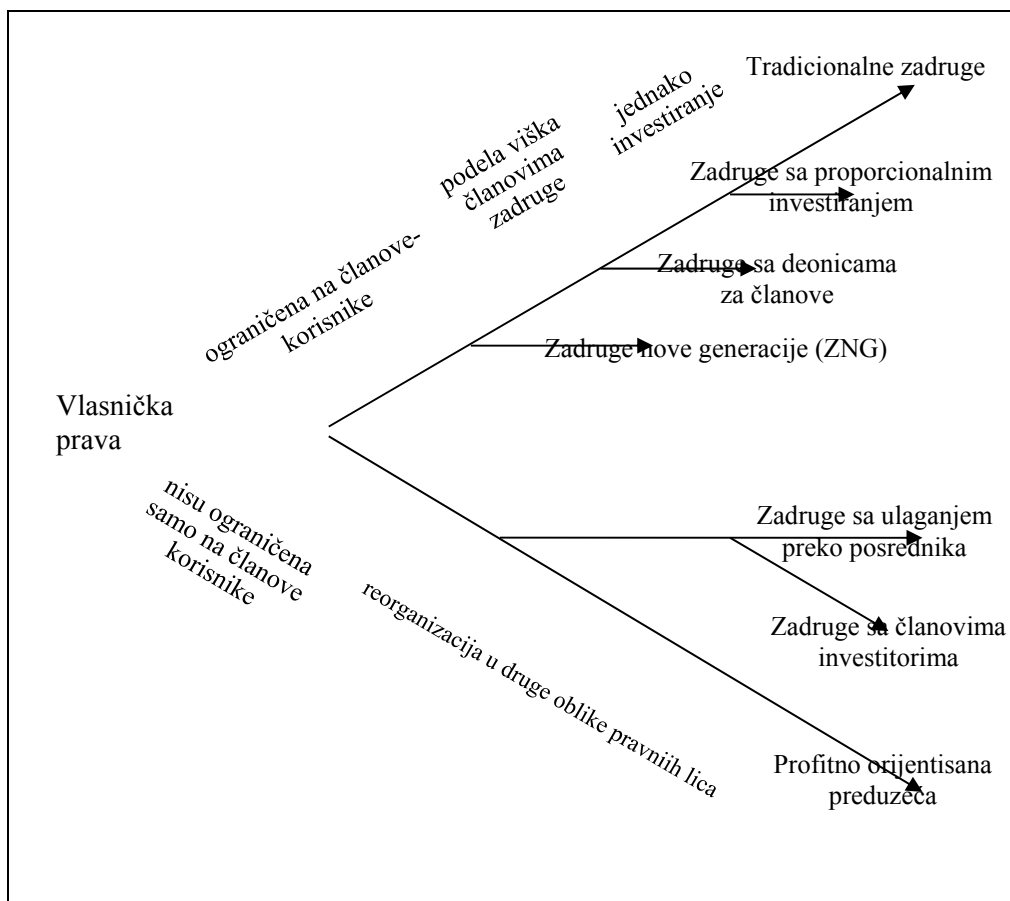 Tradicionalne zadruge
jednako
investiranje
podela viška
članovima
zadruge
Zadruge sa proporcionalnim
investiranjem
ograničena na članove-
korisnike
Zadruge sa deonicama
za članove
Zadruge nove generacije (ZNG)
Vlasnička
prava
nisu ograničena
samo na članove
korisnike
Zadruge sa ulaganjem
preko posrednika
reorganizacija u druge oblike pravniih lica
Zadruge sa članovima
investitorima
Profitno orijentisana
preduzeća